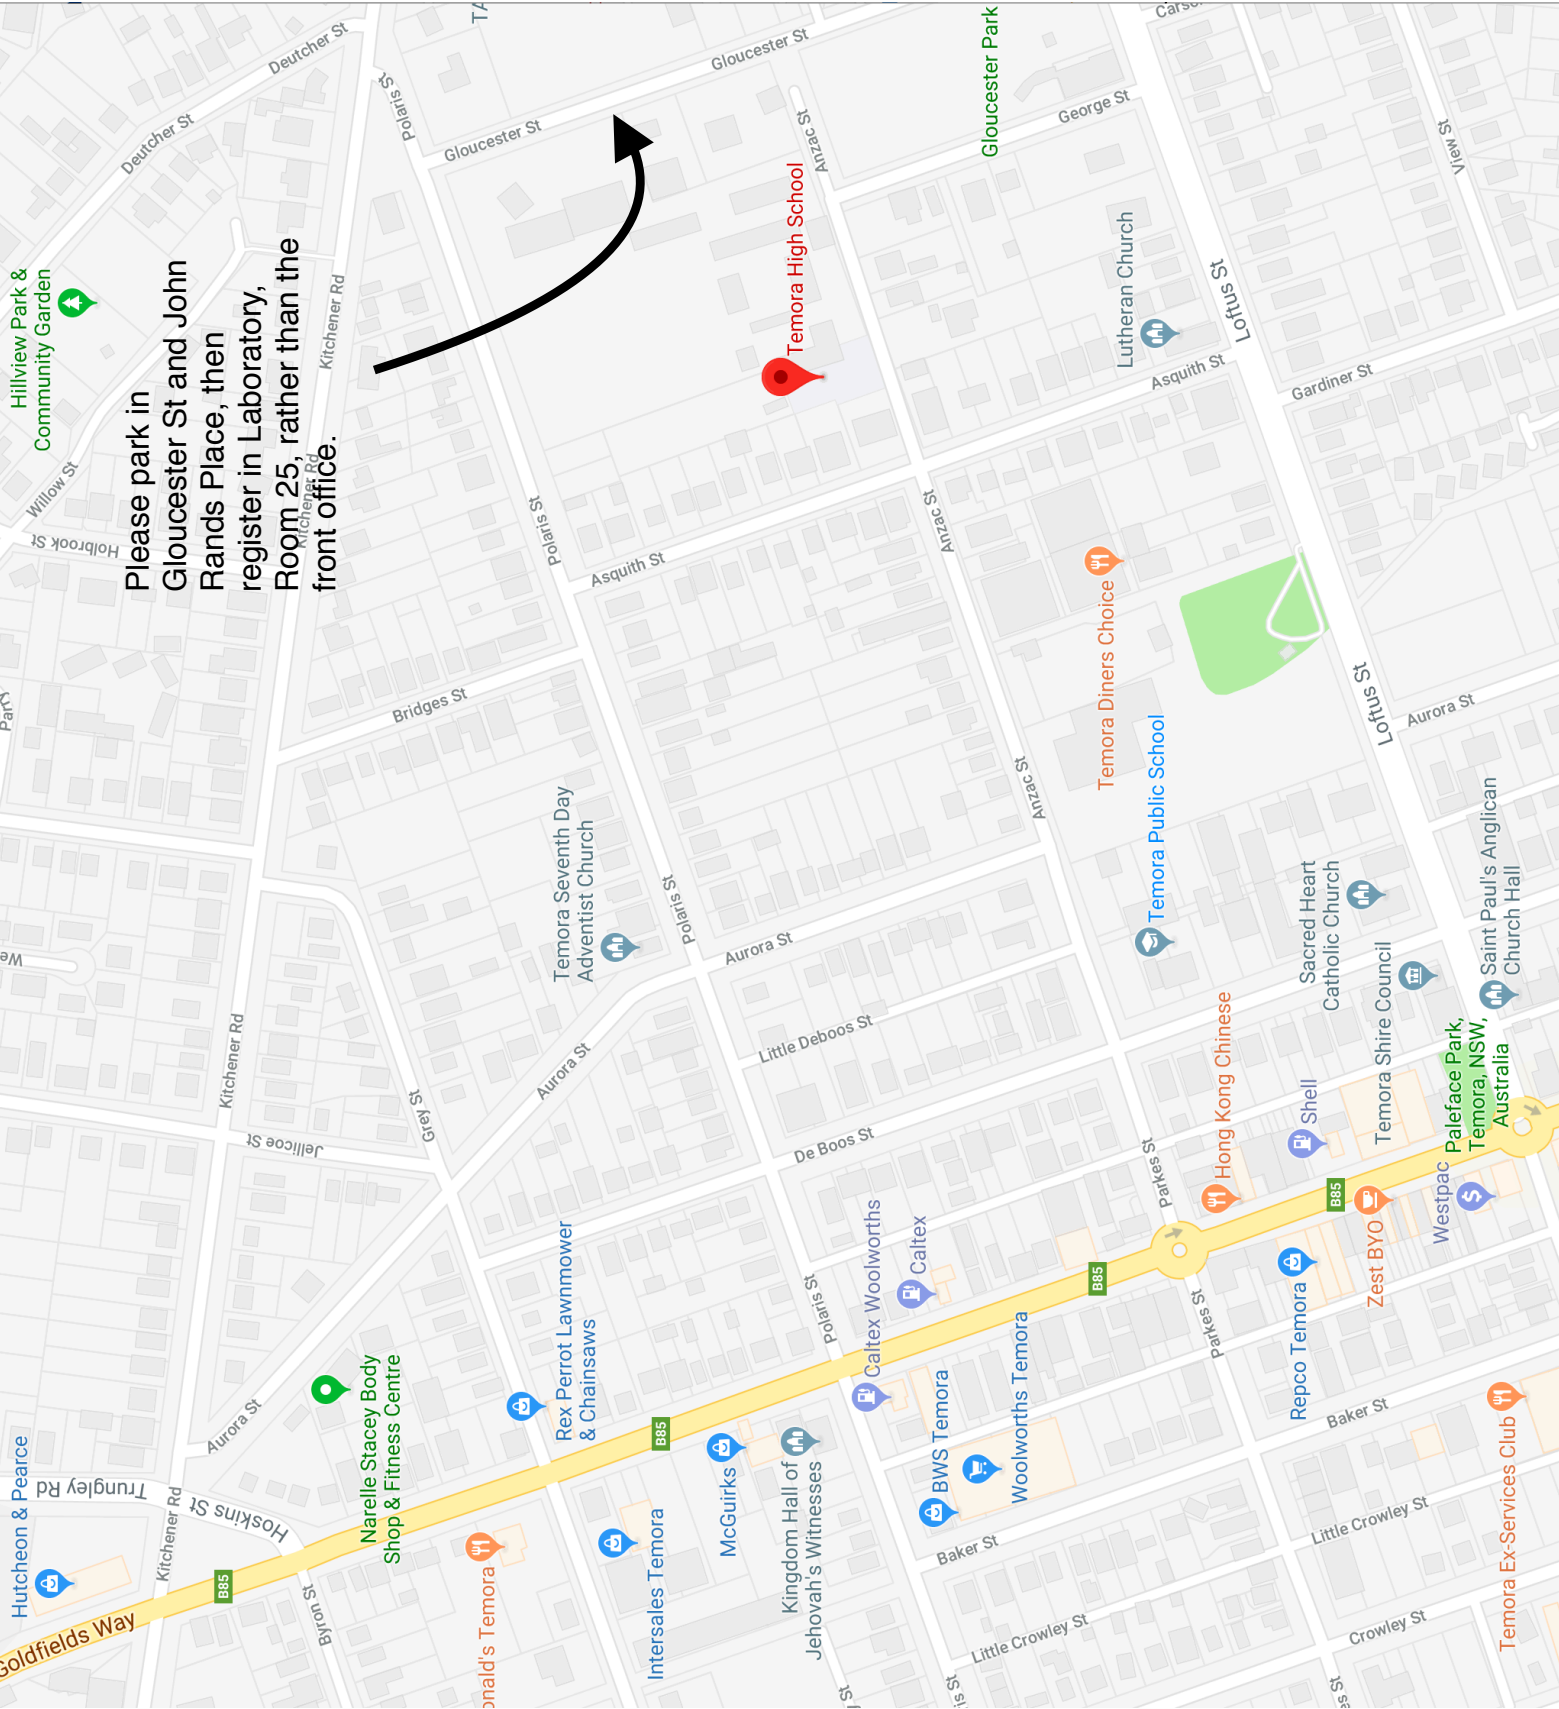 Please park in
Gloucester St and John
Rands Place, then
register in Laboratory,
Room 25, rather than the
front office.
Hillview Park &
Community Garden
Deutcher St
Deutcher St
Willow St
Holbrook St
Kitchener Rd
Kitchener Rd
Polaris St
Gloucester St
Gloucester St
Anzac St
Temora High School
Gloucester Park
George St
View St
Lutheran Church
Loftus St
Asquith St
Gardiner St
Polaris St
Asquith St
Anzac St
Temora Diners Choice
Bridges St
Loftus St
Aurora St
Anzac St
Temora Public School
Temora Seventh Day
Adventist Church
Polaris St
Aurora St
Sacred Heart
Catholic Church
Temora Shire Council
Saint Paul's Anglican
Church Hall
Paleface Park,
Temora, NSW,
Australia
Kitchener Rd
Grey St
Jellicoe St
Aurora St
Little Deboos St
De Boos St
Parkes St
Hong Kong Chinese
Shell
B85
Westpac
Zest BYO
Rex Perrot Lawnmower
& Chainsaws
Polaris St
Caltex Woolworths
Caltex
B85
Parkes St
Repco Temora
Woolworths Temora
BWS Temora
Baker St
Baker St
Aurora St
Narelle Stacey Body
Shop & Fitness Centre
B85
McGuirks
Kingdom Hall of
Jehovah's Witnesses
Intersales Temora
Hutcheon & Pearce
Trungley Rd
Hoskins St
Kitchener Rd
B85
Byron St
Goldfields Way
onald's Temora
Little Crowley St
Little Crowley St
Crowley St
Temora Ex-Services Club